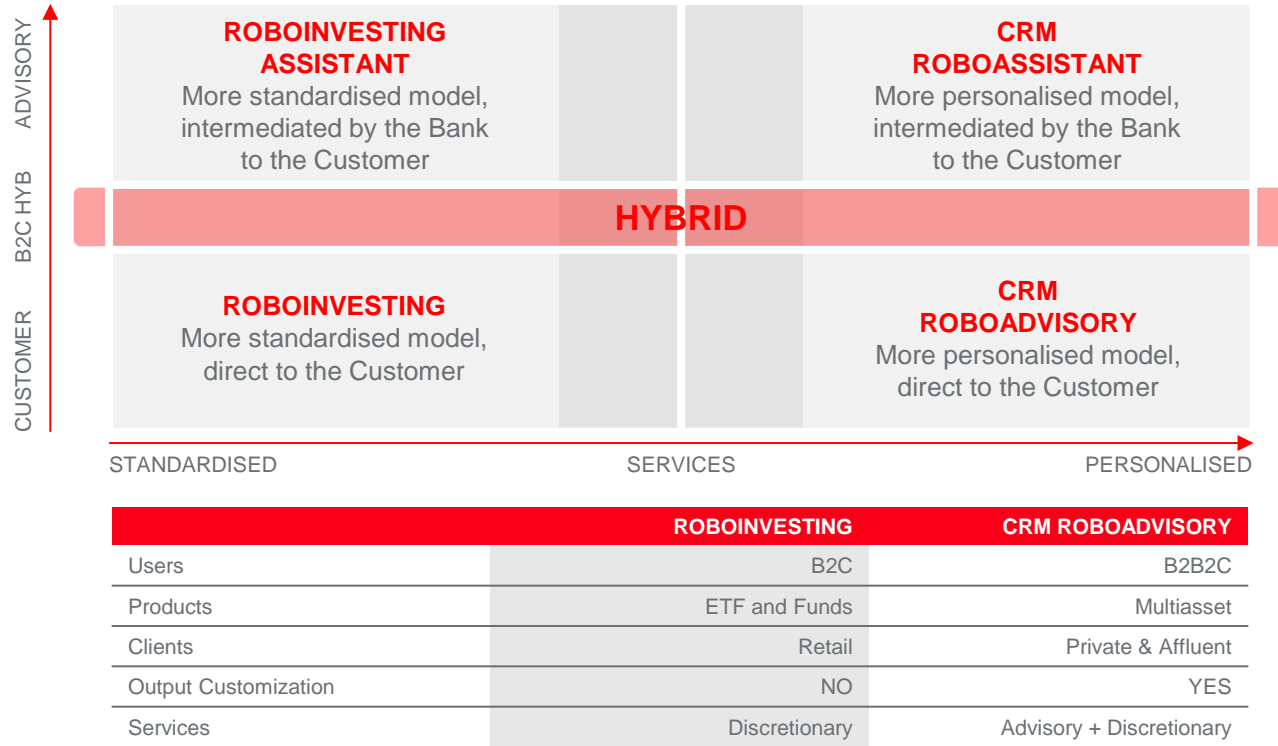 ADVISORY
ROBOINVESTING
ASSISTANT
More standardised model,
intermediated by the Bank
to the Customer
CRM
ROBOASSISTANT
More personalised model,
intermediated by the Bank
to the Customer
B2C HYB
HYBRID
CUSTOMER
ROBOINVESTING
More standardised model,
direct to the Customer
CRM
ROBOADVISORY
More personalised model,
direct to the Customer
STANDARDISED SERVICES PERSONALISED
ROBOINVESTING CRM ROBOADVISORY
Users B2C B2B2C
Products ETF and Funds Multiasset
Clients Retail Private & Affluent
Output Customization NO YES
Services Discretionary Advisory + Discretionary